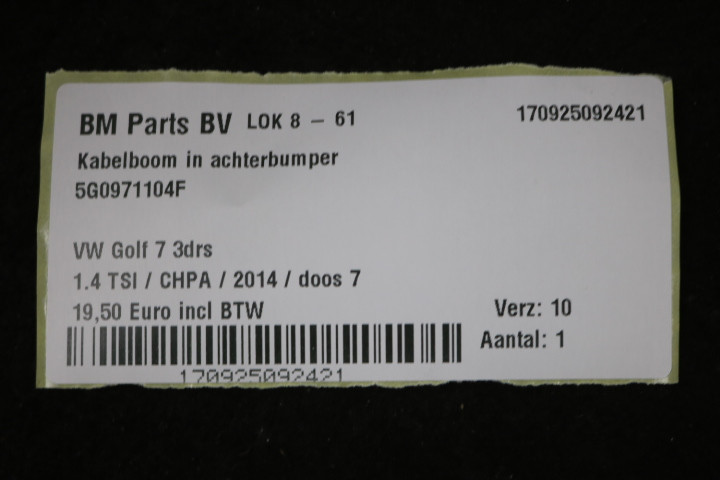 BM Parts BV LOK 8 – 61 170925092421
Kabelboom in achterbumper
5G0971104F
VW Golf 7 3drs
1.4 TSI / CHPA / 2014 / doos 7
19,50 Euro incl BTW Verz: 10
Aantal: 1
170925092421